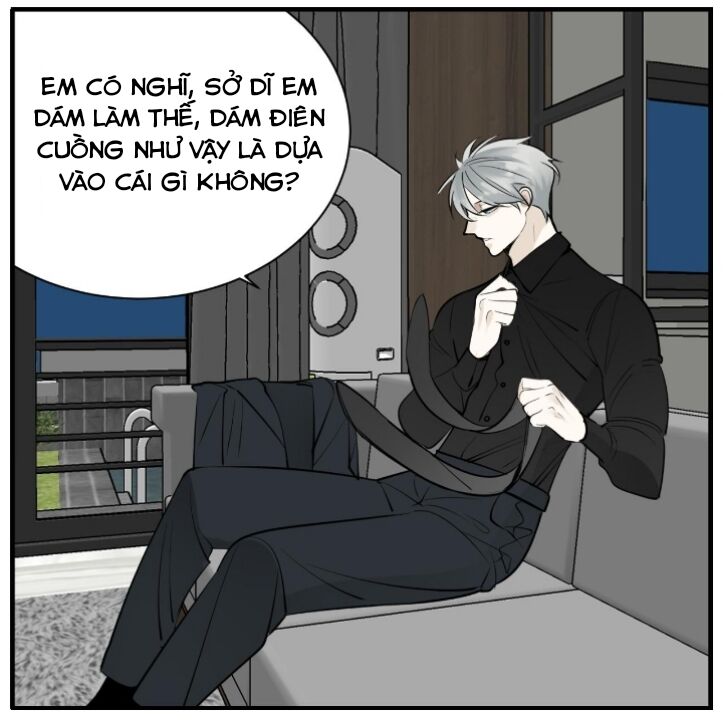 EM CÓ NGHĨ, SỞ DĨ EM
DÁM LÀM THẾ, DÁM ĐIÊN
CUỒNG NHƯ VẬY LÀ DỰA
VÀO CÁI GÌ KHÔNG?